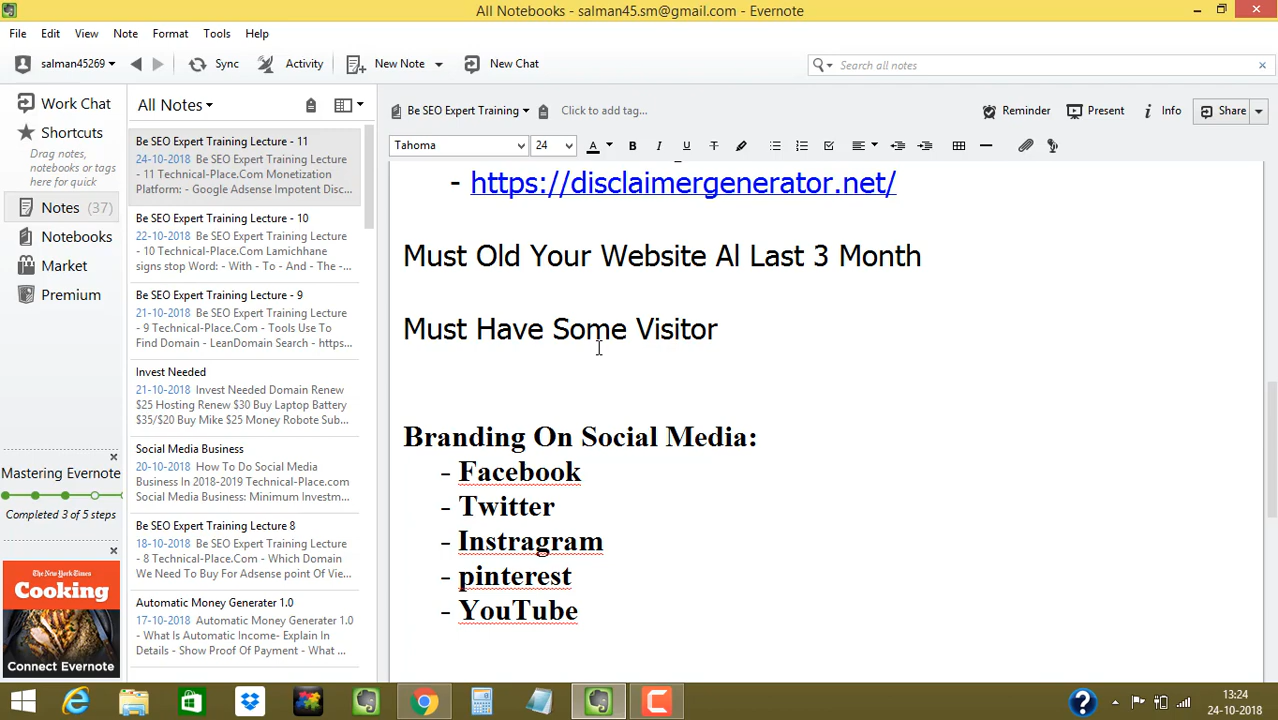 All Notebooks - salman45.sm@gmail.com - Evernote
File Edit View Note Format Tools Help
salman45269 Sync Activity New Note New Chat Search all notes
Work Chat
Shortcuts
Drag notes,
notebooks or tags
here for quick
Notes (37)
Notebooks
Market
Premium
Mastering Evernote
Completed 3 of 5 steps
The New York Times
Cooking
Connect Evernote
All Notes
Be SEO Expert Training Lecture - 11
24-10-2018 Be SEO Expert Training Lecture
- 11 Technical-Place.Com Monetization
Platform: - Google Adsense Impotent Disc...
Be SEO Expert Training Lecture - 10
22-10-2018 Be SEO Expert Training Lecture -
10 Technical-Place.Com Lamichhane
signs stop Word: - With - To - And - The -...
Be SEO Expert Training Lecture - 9
21-10-2018 Be SEO Expert Training Lecture -
9 Technical-Place.Com - Tools Use To
Find Domain - LeanDomain Search - https...
Invest Needed
21-10-2018 Invest Needed Domain Renew
$25 Hosting Renew $30 Buy Laptop Battery
$35/$20 Buy Mike $25 Money Robote Sub...
Social Media Business
20-10-2018 How To Do Social Media
Business In 2018-2019 Technical-Place.com
Social Media Business: Minimum Investm...
Be SEO Expert Training Lecture 8
18-10-2018 Be SEO Expert Training Lecture
- 8 Technical-Place.Com - Which Domain
We Need To Buy For Adsense point Of Vie...
Automatic Money Generater 1.0
17-10-2018 Automatic Money Generater 1.0
- What Is Automatic Income- Explain In
Details - Show Proof Of Payment - What ...
Be SEO Expert Training Click to add tag... Reminder Present Info Share
Tahoma 24 A B I U T
- https://disclaimergenerator.net/
Must Old Your Website Al Last 3 Month
Must Have Some Visitor
Branding On Social Media:
- Facebook
- Twitter
- Instragram
- pinterest
- YouTube
13:24
24-10-2018